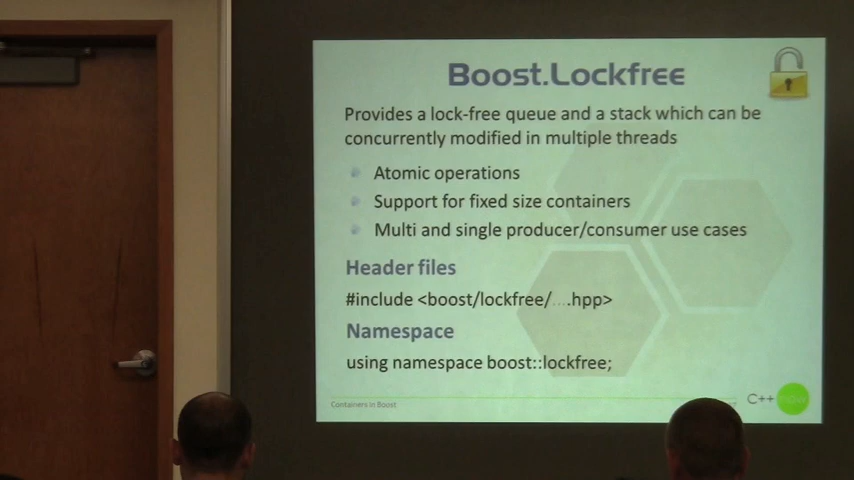 Boost.Lockfree
Provides a lock-free queue and a stack which can be
concurrently modified in multiple threads
Atomic operations
Support for fixed size containers
Multi and single producer/consumer use cases
Header files
#include <boost/lockfree/....hpp>
Namespace
using namespace boost::lockfree;
Containers in Boost
C++ now